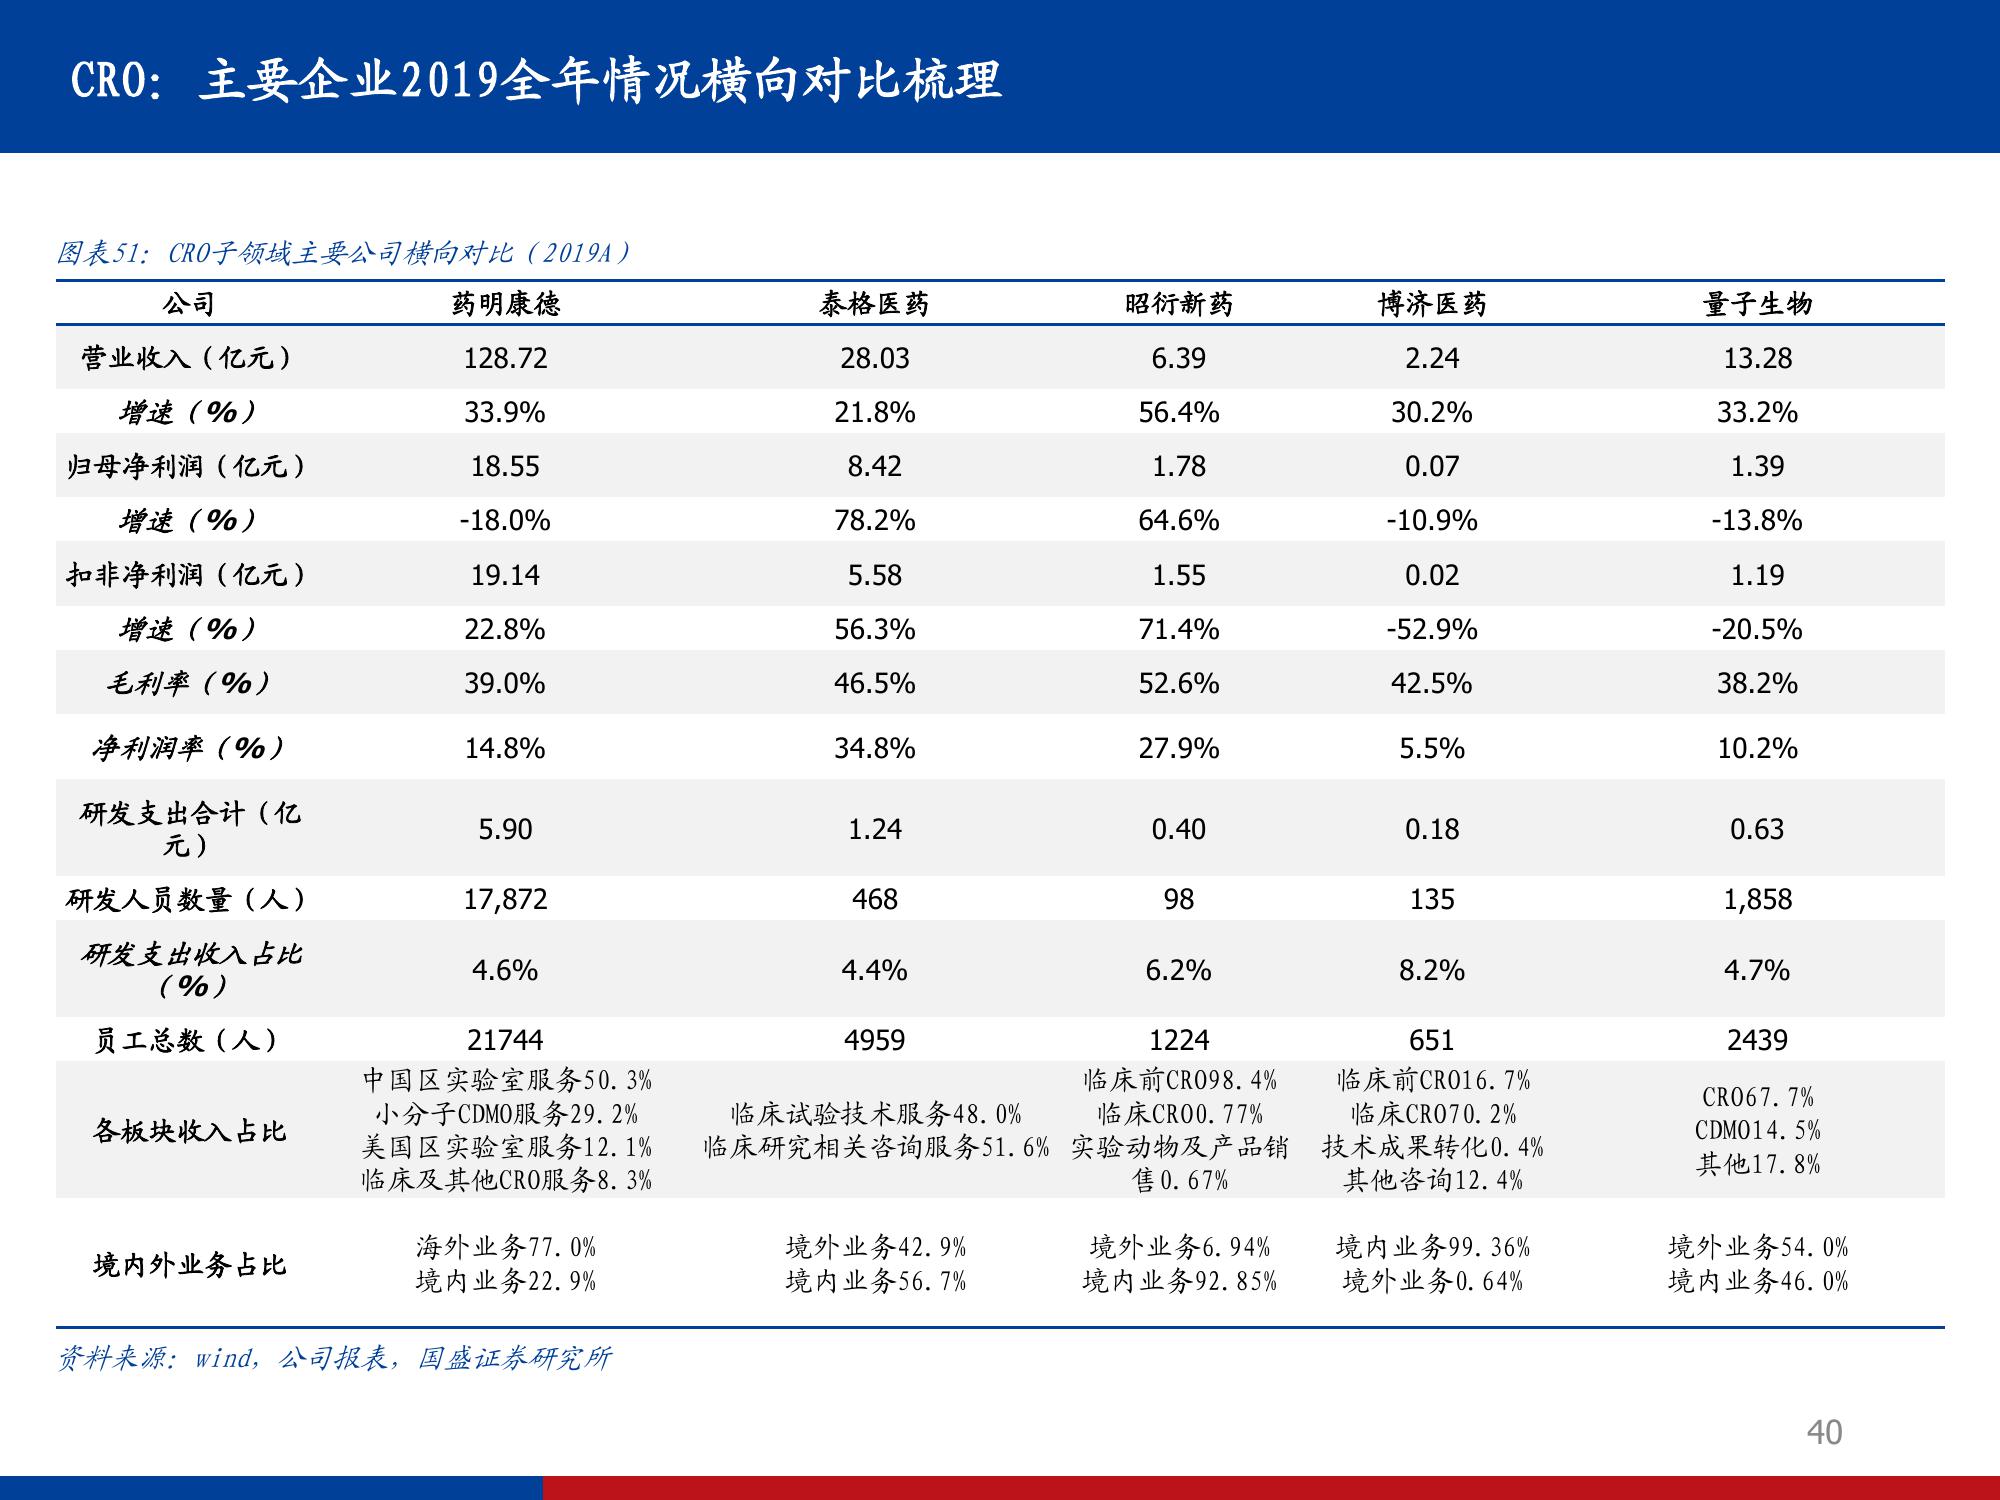 CRO：主要企业2019全年情况横向对比梳理
图表51：CRO子领域主要公司横向对比（2019A）
公司 药明康德 泰格医药 昭衍新药 博济医药 量子生物
营业收入（亿元） 128.72 28.03 6.39 2.24 13.28
增速（%） 33.9% 21.8% 56.4% 30.2% 33.2%
归母净利润（亿元） 18.55 8.42 1.78 0.07 1.39
增速（%） -18.0% 78.2% 64.6% -10.9% -13.8%
扣非净利润（亿元） 19.14 5.58 1.55 0.02 1.19
增速（%） 22.8% 56.3% 71.4% -52.9% -20.5%
毛利率（%） 39.0% 46.5% 52.6% 42.5% 38.2%
净利润率（%） 14.8% 34.8% 27.9% 5.5% 10.2%
研发支出合计（亿
元） 5.90 1.24 0.40 0.18 0.63
研发人员数量（人） 17,872 468 98 135 1,858
研发支出收入占比
（%） 4.6% 4.4% 6.2% 8.2% 4.7%
员工总数（人） 21744 4959 1224 651 2439
各板块收入占比
中国区实验室服务50.3%
小分子CDMO服务29.2%
美国区实验室服务12.1%
临床及其他CRO服务8.3%
临床试验技术服务48.0%
临床研究相关咨询服务51.6%
临床前CRO98.4%
临床CRO0.77%
实验动物及产品销
售0.67%
临床前CRO16.7%
临床CRO70.2%
技术成果转化0.4%
其他咨询12.4%
CRO67.7%
CDMO14.5%
其他17.8%
境内外业务占比
海外业务77.0%
境内业务22.9%
境外业务42.9%
境内业务56.7%
境外业务6.94%
境内业务92.85%
境内业务99.36%
境外业务0.64%
境外业务54.0%
境内业务46.0%
资料来源：wind，公司报表，国盛证券研究所
40